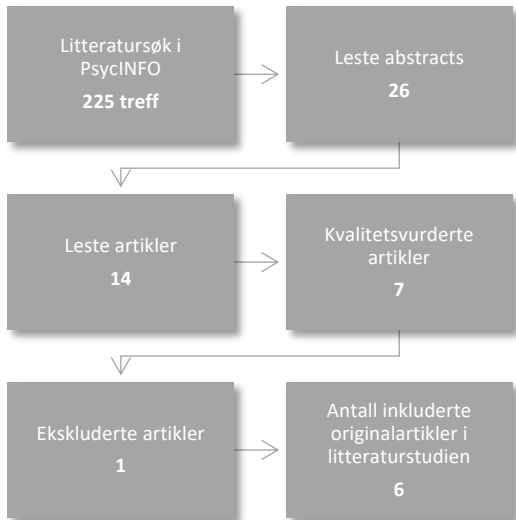 Litteratursøk i
PsycINFO
225 treff
Leste abstracts
26
Leste artikler
14
Kvalitetsvurderte
artikler
7
Ekskluderte artikler
1
Antall inkluderte
originalartikler i
litteraturstudien
6